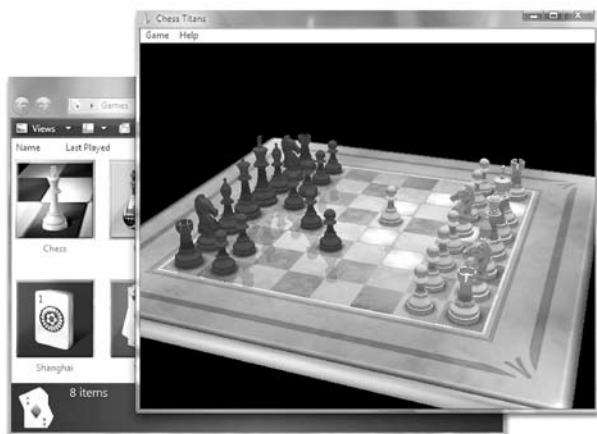 Chess Titans
Game Help
Games
Views
Name Last Played
Chess
Shanghai
8 items